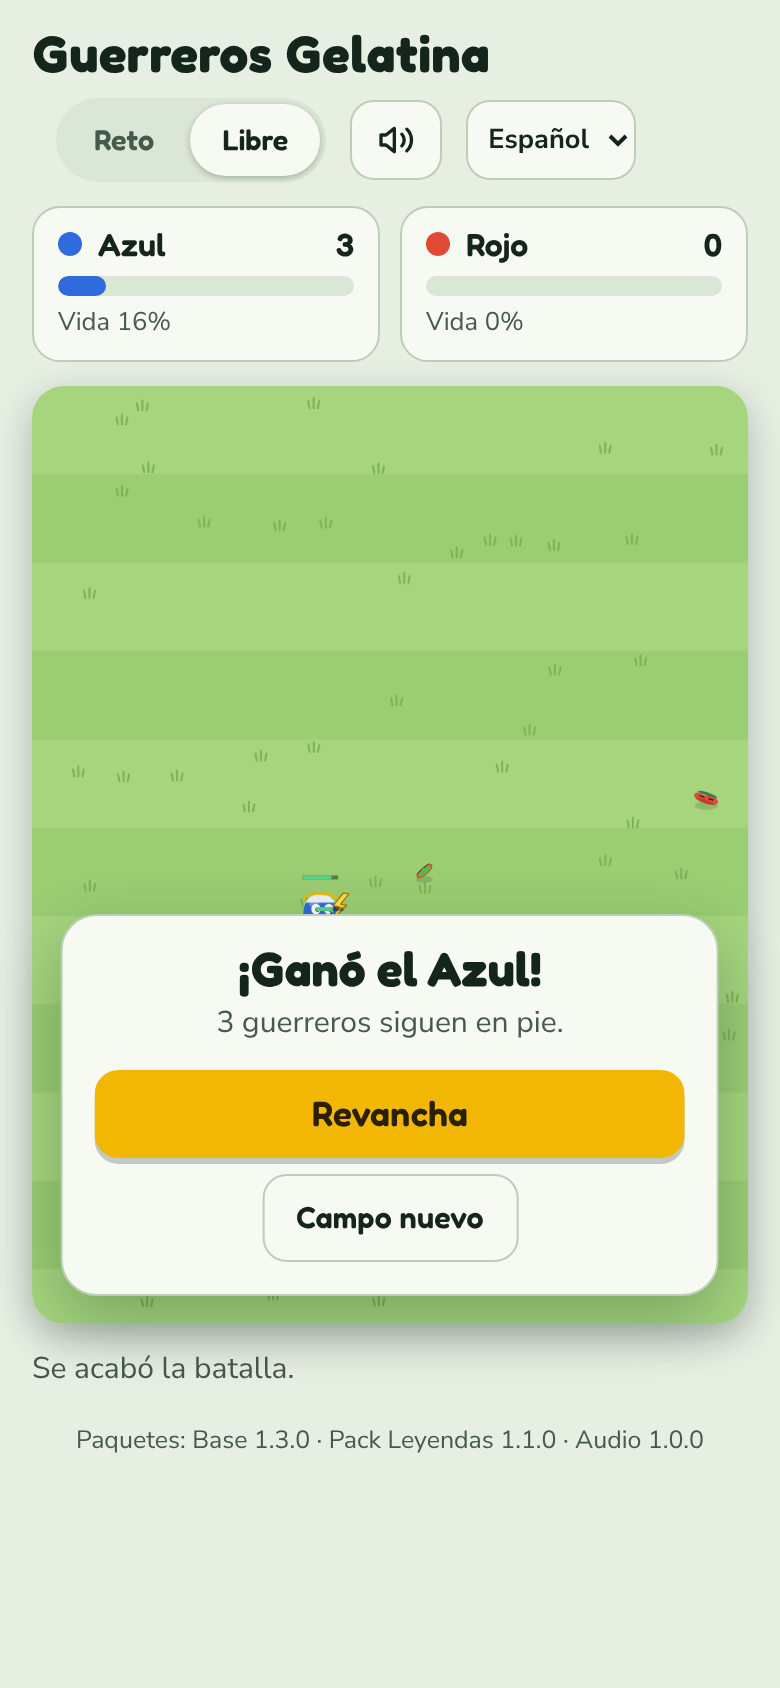 Guerreros Gelatina
Reto Libre Español
Azul 3
Vida 16%
Rojo 0
Vida 0%
¡Ganó el Azul!
3 guerreros siguen en pie.
Revancha
Campo nuevo
Se acabó la batalla.
Paquetes: Base 1.3.0 · Pack Leyendas 1.1.0 · Audio 1.0.0